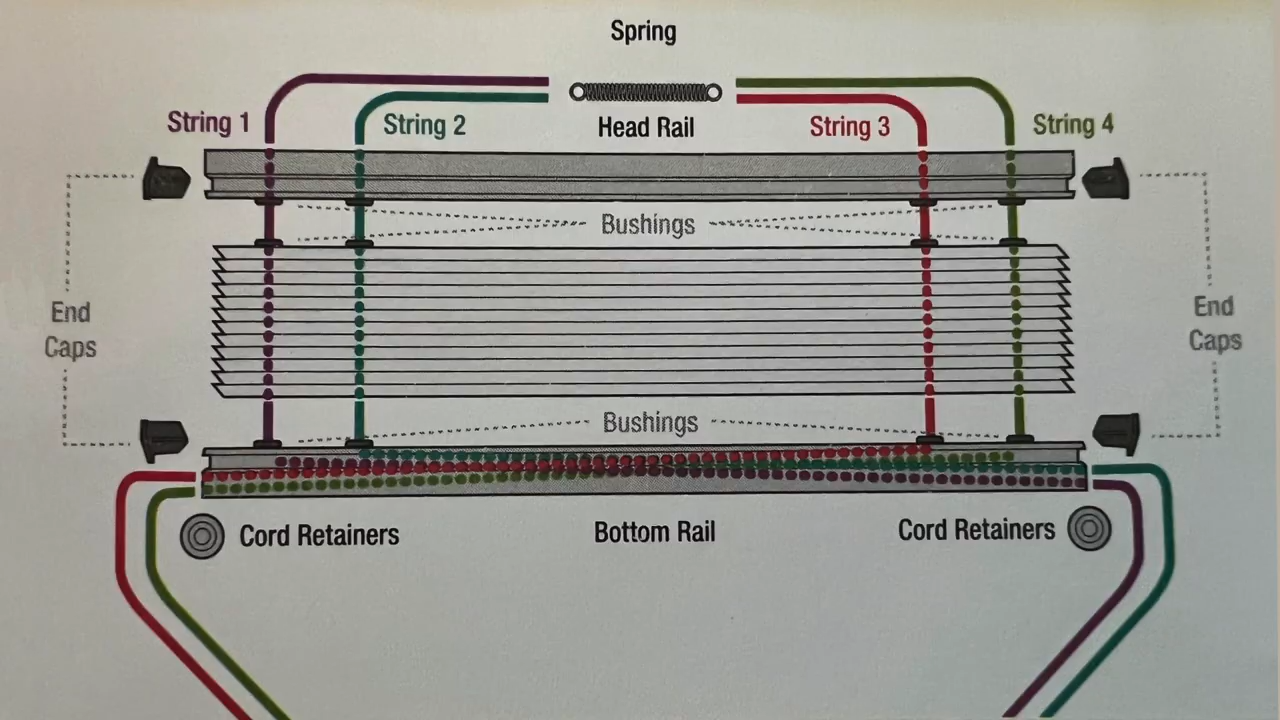 Spring
String 1
String 2
Head Rail
String 3
String 4
Bushings
End
Caps
End
Caps
Bushings
Cord Retainers
Bottom Rail
Cord Retainers